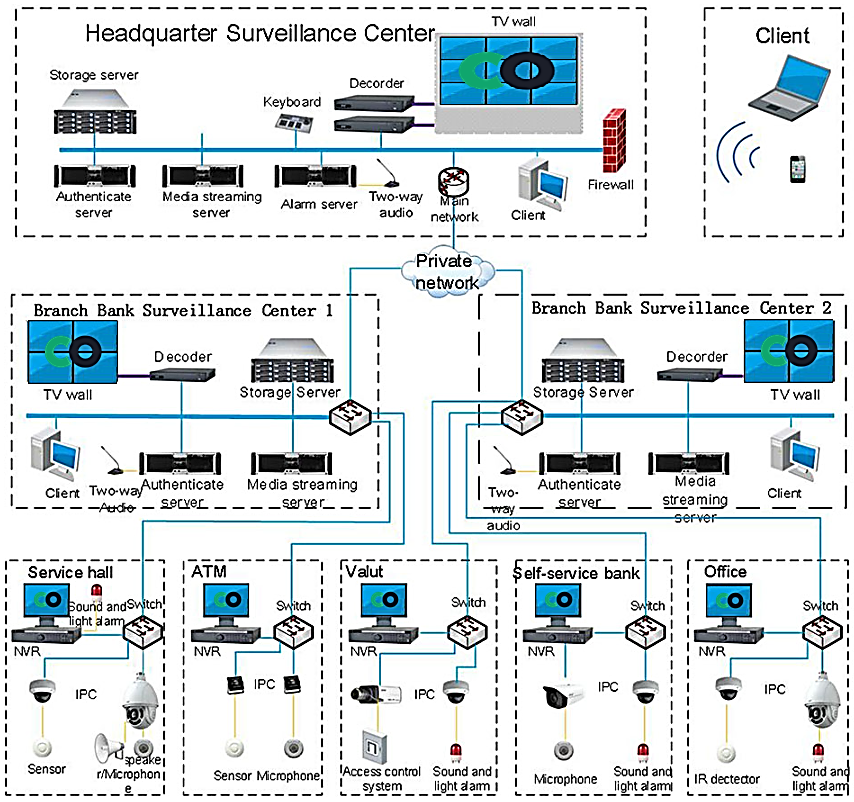 Headquarter Surveillance Center
TV wall
Client
Storage server
Decorder
Keyboard
Authenticate
server
Media streaming
server
Alarm server
Two-way
audio
Main
network
Client
Firewall
Private
network
Branch Bank Surveillance Center 1
TV wall
Decoder
Storage Server
Client
Two-way
Audio
Authenticate
server
Media streaming
server
Branch Bank Surveillance Center 2
Storage Server
Decorder
TV wall
Two-
way
audio
Authenticate
server
Media
streaming
server
Client
Service hall
Sound and
light alarm
Switch
NVR
IPC
Sensor
speake
r/Microphon
e
ATM
Switch
NVR
IPC
Sensor
Microphone
Valut
Switch
NVR
IPC
Access control
system
Sound and
light alarm
Self-service bank
Switch
NVR
IPC
Microphone
Sound and
light alarm
Office
Switch
NVR
IPC
IR dectector
Sound and
light alarm